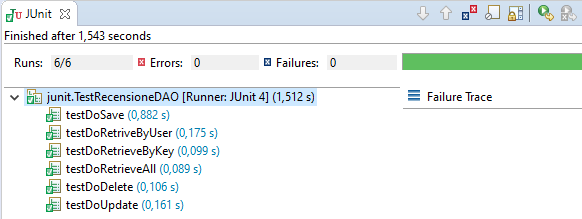 JUnit
Finished after 1,543 seconds
Runs: 6/6 Errors: 0 Failures: 0
junit.TestRecensioneDAO [Runner: JUnit 4] (1,512 s)
Failure Trace
testDoSave (0,882 s)
testDoRetriveByUser (0,175 s)
testDoRetrieveByKey (0,099 s)
testDoRetrieveAll (0,089 s)
testDoDelete (0,106 s)
testDoUpdate (0,161 s)